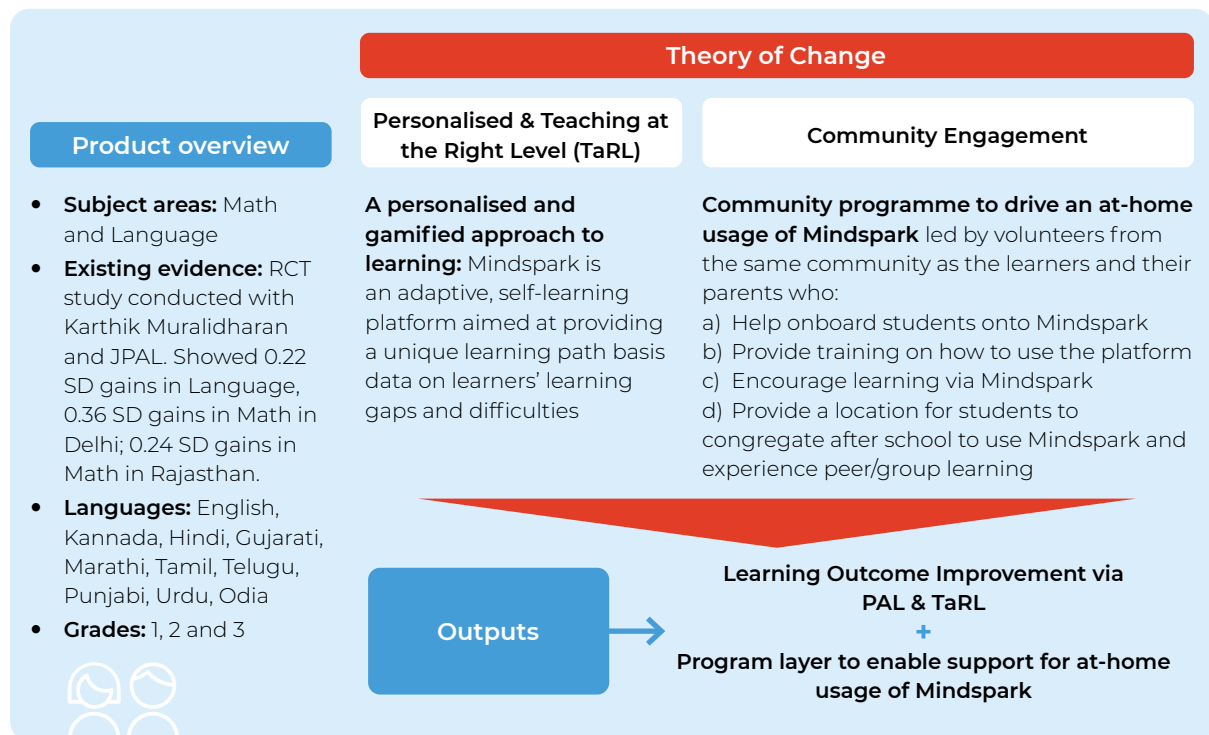 Theory of Change
Product overview
• Subject areas: Math
and Language
• Existing evidence: RCT
study conducted with
Karthik Muralidharan
and JPAL. Showed 0.22
SD gains in Language,
0.36 SD gains in Math in
Delhi; 0.24 SD gains in
Math in Rajasthan.
• Languages: English,
Kannada, Hindi, Gujarati,
Marathi, Tamil, Telugu,
Punjabi, Urdu, Odia
• Grades: 1, 2 and 3
Personalised & Teaching at
the Right Level (TaRL)
A personalised and
gamified approach to
learning: Mindspark is
an adaptive, self-learning
platform aimed at providing
a unique learning path basis
data on learners' learning
gaps and difficulties
Community Engagement
Community programme to drive an at-home
usage of Mindspark led by volunteers from
the same community as the learners and their
parents who:
a) Help onboard students onto Mindspark
b) Provide training on how to use the platform
c) Encourage learning via Mindspark
d) Provide a location for students to
congregate after school to use Mindspark and
experience peer/group learning
Outputs
Learning Outcome Improvement via
PAL & TaRL
+
Program layer to enable support for at-home
usage of Mindspark